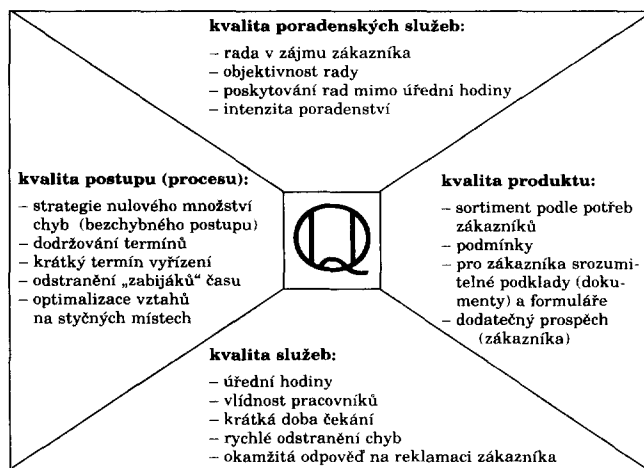 kvalita poradenských služeb:
– rada v zájmu zákazníka
– objektivnost rady
– poskytování rad mimo úřední hodiny
– intenzita poradenství
kvalita postupu (procesu):
– strategie nulového množství
chyb (bezchybného postupu)
– dodržování termínů
– krátký termín vyřízení
– odstranění „zabijáků“ času
– optimalizace vztahů
na styčných místech
Q
kvalita produktu:
– sortiment podle potřeb
zákazníků
– podmínky
– pro zákazníka srozumi-
telné podklady (doku-
menty) a formuláře
– dodatečný prospěch
(zákazníka)
kvalita služeb:
– úřední hodiny
– vlídnost pracovníků
– krátká doba čekání
– rychlé odstranění chyb
– okamžitá odpověď na reklamaci zákazníka